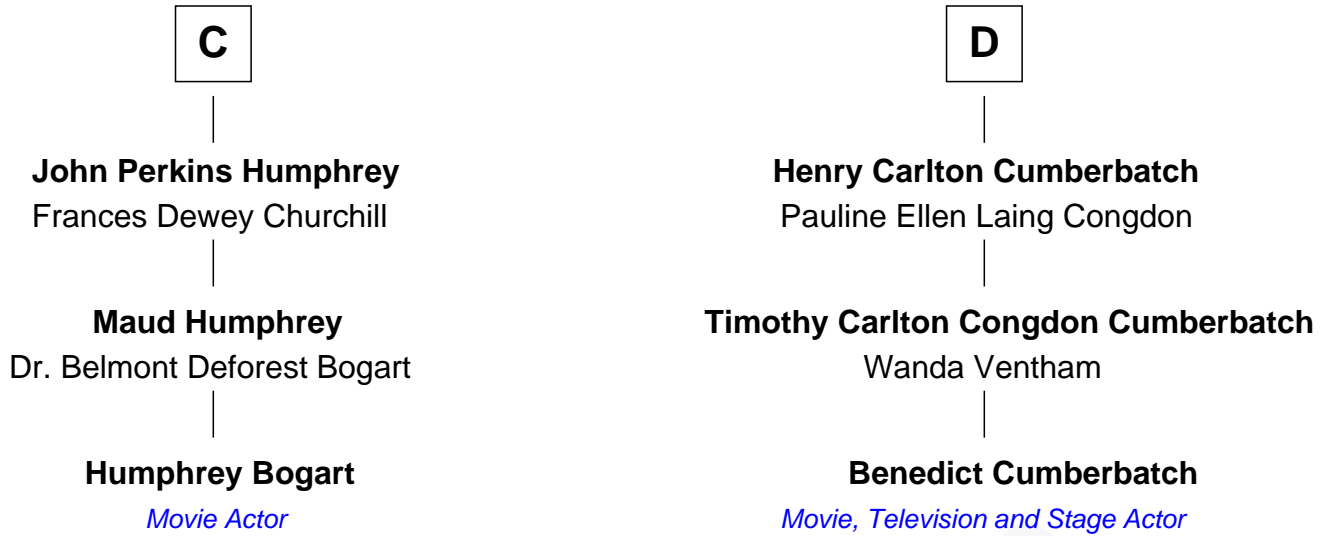 C
John Perkins Humphrey
Frances Dewey Churchill
Maud Humphrey
Dr. Belmont Deforest Bogart
Humphrey Bogart
Movie Actor
D
Henry Carlton Cumberbatch
Pauline Ellen Laing Congdon
Timothy Carlton Congdon Cumberbatch
Wanda Ventham
Benedict Cumberbatch
Movie, Television and Stage Actor